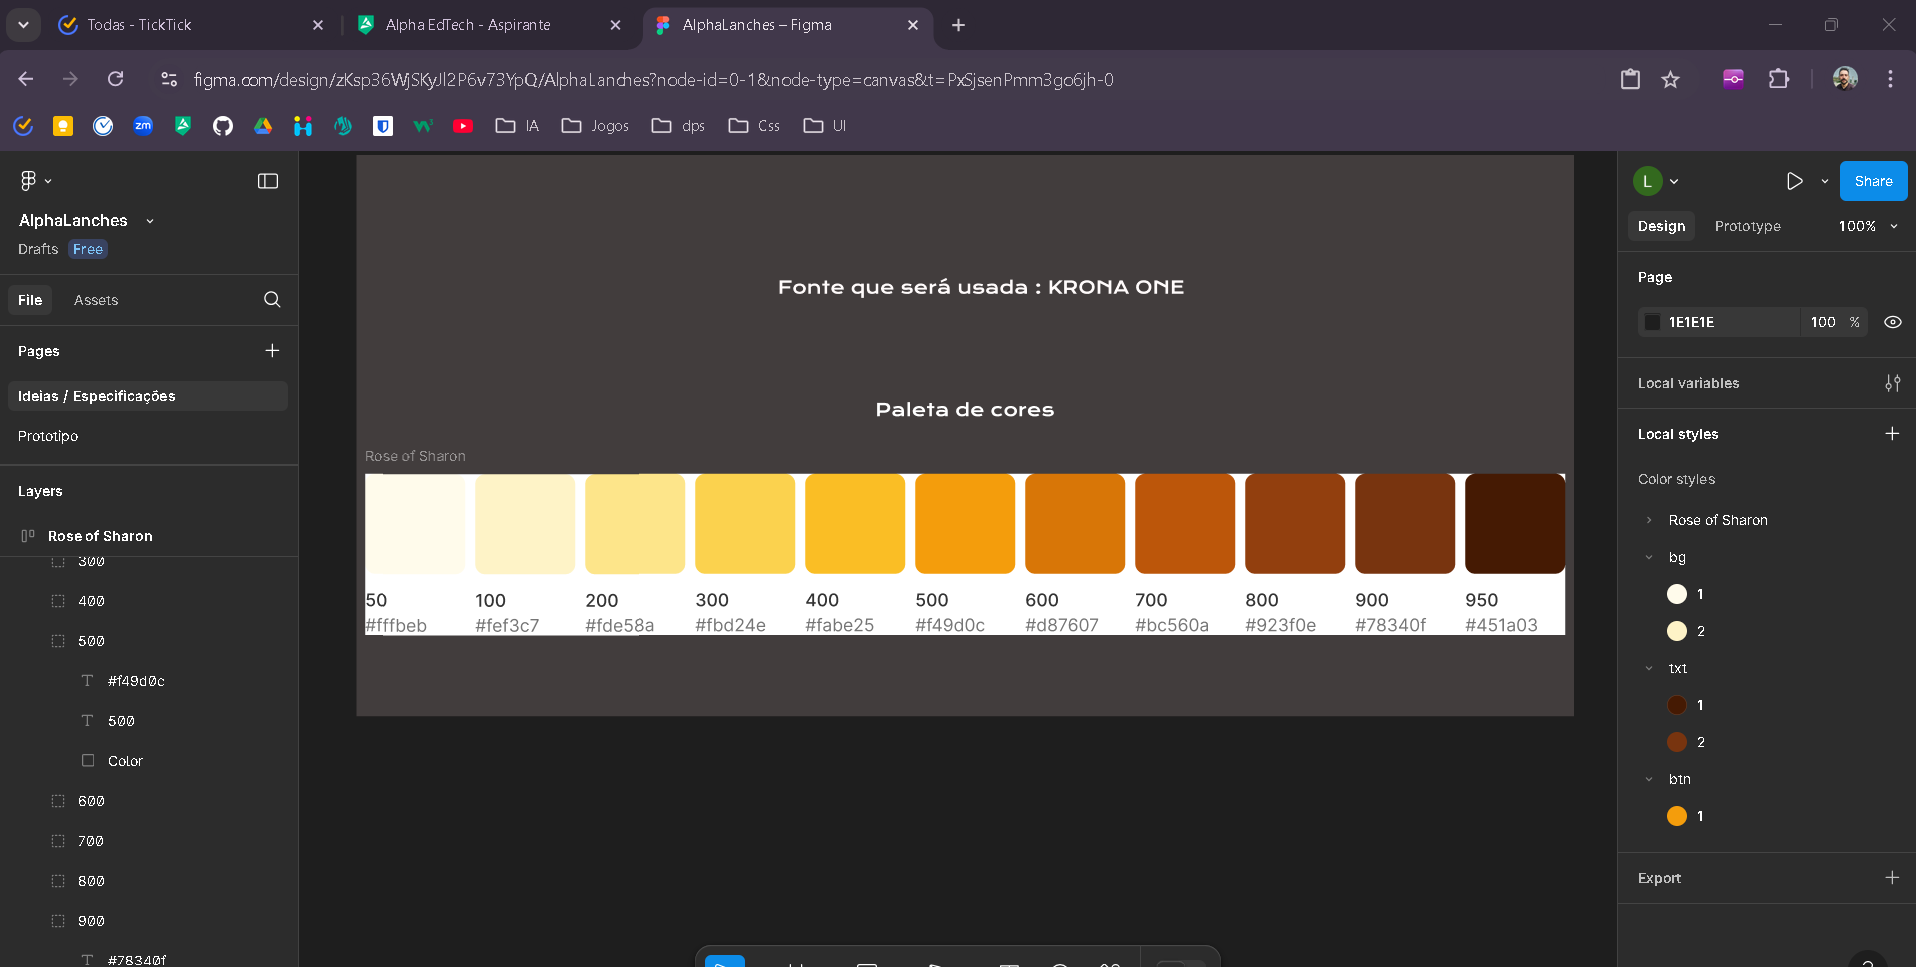 Todas - TickTick
Alpha EdTech - Aspirante
AlphaLanches – Figma
figma.com/design/zKsp36WjSKyJl2P6v73YpQ/AlphaLanches?node-id=0-1&node-type=canvas&t=PxSjsenPmm3go6jh-0
zm
IA
Jogos
dps
Css
UI
AlphaLanches
Drafts
Free
File
Assets
Pages
Ideias / Especificações
Prototipo
Layers
Rose of Sharon
300
400
500
#f49d0c
500
Color
600
700
800
900
#78340f
Fonte que será usada : KRONA ONE
Paleta de cores
Rose of Sharon
50 100 200 300 400 500 600 700 800 900 950
#fffbeb #fef3c7 #fde58a #fbd24e #fabe25 #f49d0c #d87607 #bc560a #923f0e #78340f #451a03
L
Share
Design
Prototype
100%
Page
1E1E1E 100 %
Local variables
Local styles
Color styles
Rose of Sharon
bg
1
2
txt
1
2
btn
1
Export